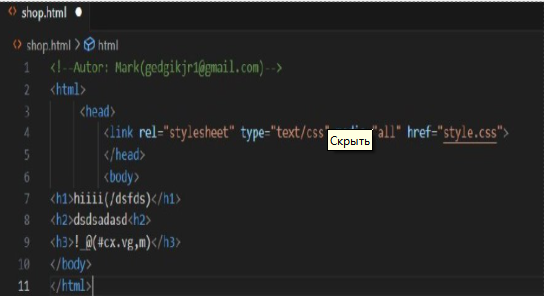 shop.html
shop.html > html
1 <!--Autor: Mark(gedgikjr1@gmail.com)-->
2 <html>
3 <head>
4 <link rel="stylesheet" type="text/css" "all" href="style.css">
Скрыть
5 </head>
6 <body>
7 <h1>hiiii(/dsfds)</h1>
8 <h2>dsdsadasd<h2>
9 <h3>!_@(#cx.vg,m)</h3>
10 </body>
11 </html>